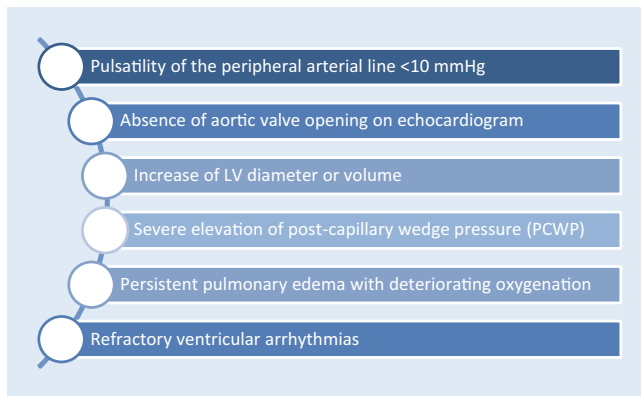 Pulsatility of the peripheral arterial line <10 mmHg
Absence of aortic valve opening on echocardiogram
Increase of LV diameter or volume
Severe elevation of post-capillary wedge pressure (PCWP)
Persistent pulmonary edema with deteriorating oxygenation
Refractory ventricular arrhythmias